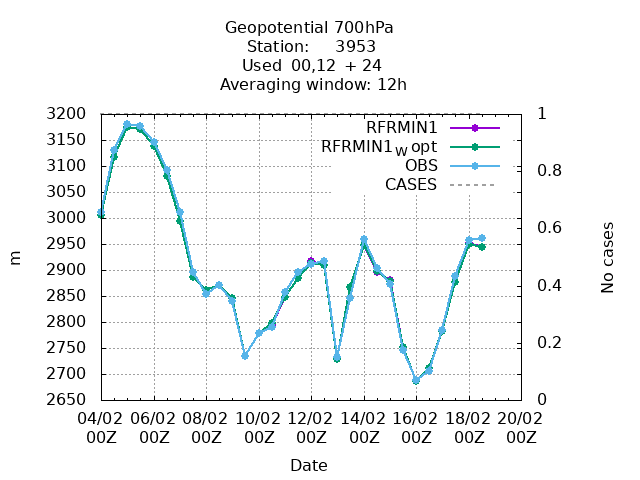 Geopotential 700hPa
Station: 3953
Used 00,12 + 24
Averaging window: 12h
3200
3150
3100
3050
3000
2950
2900
2850
2800
2750
2700
2650
m
1
0.8
0.6
0.4
0.2
0
No cases
RFRMIN1
RFRMIN1w opt
OBS
CASES
04/02 06/02 08/02 10/02 12/02 14/02 16/02 18/02 20/02
00Z 00Z 00Z 00Z 00Z 00Z 00Z 00Z 00Z
Date